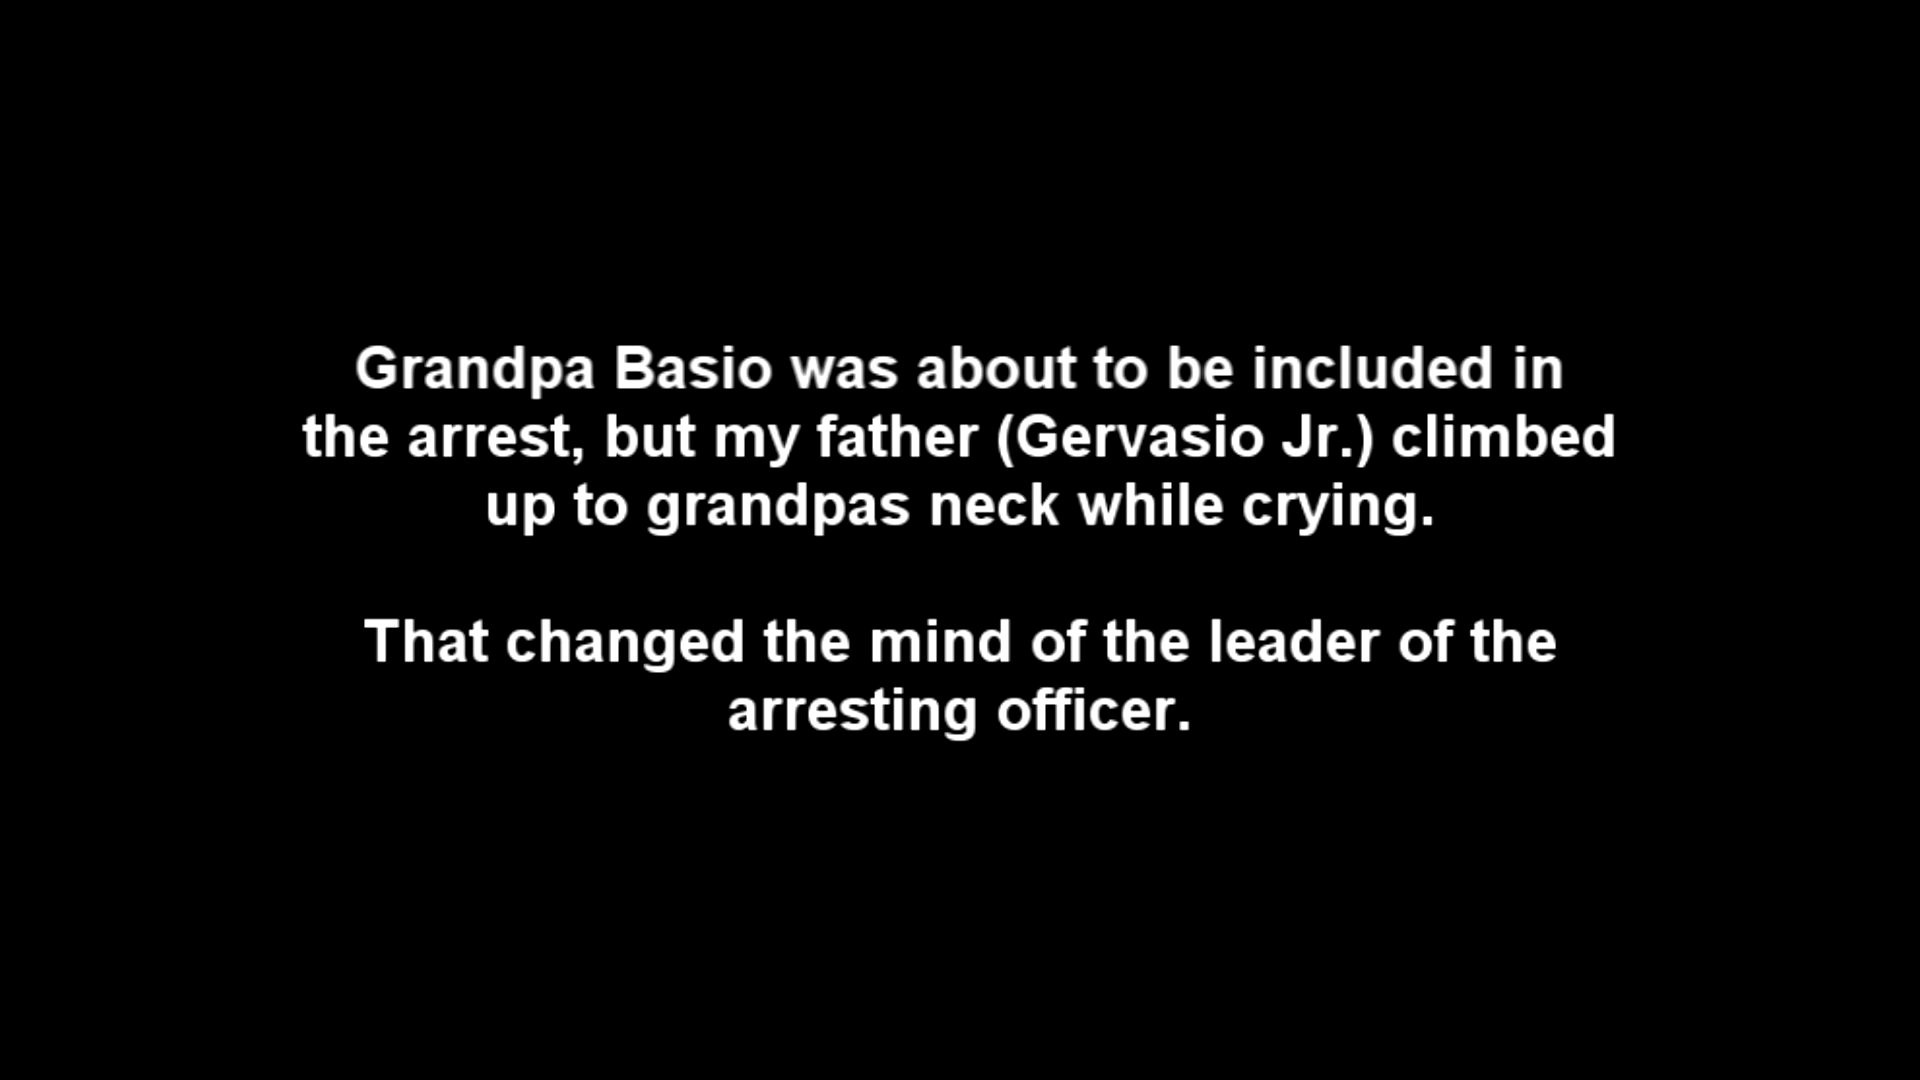 Grandpa Basio was about to be included in
the arrest, but my father (Gervasio Jr.) climbed
up to grandpas neck while crying.
That changed the mind of the leader of the
arresting officer.